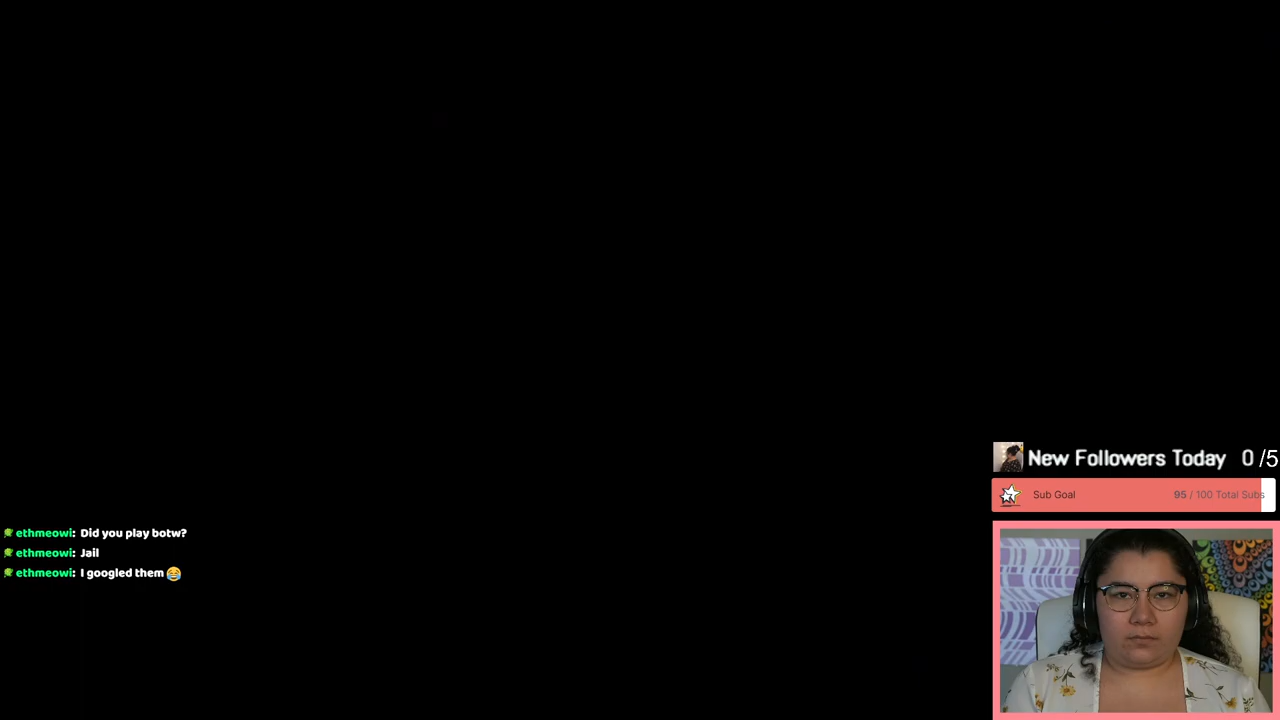 New Followers Today 0 /5
Sub Goal 95 / 100 Total Subs
ethmeowi: Did you play botw?
ethmeowi: Jail
ethmeowi: I googled them 😂